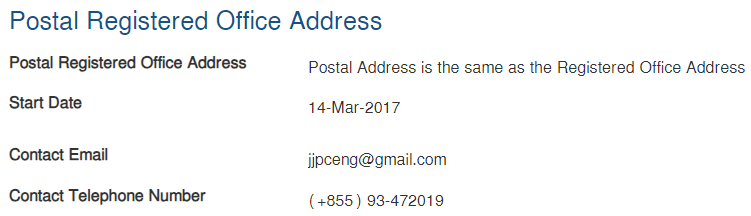 Postal Registered Office Address
Postal Registered Office Address Postal Address is the same as the Registered Office Address
Start Date 14-Mar-2017
Contact Email jjpceng@gmail.com
Contact Telephone Number (+855) 93-472019